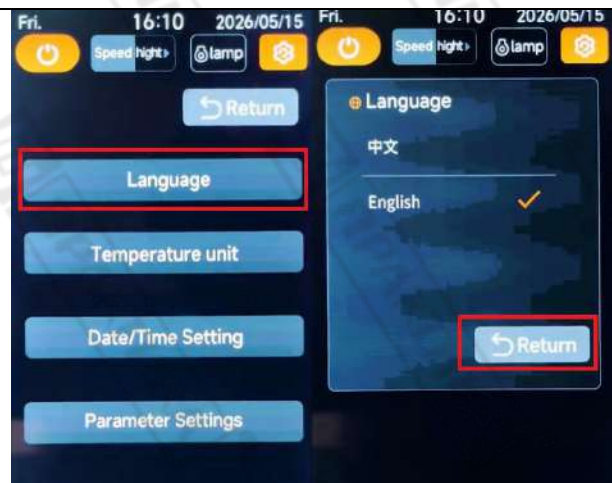 Fri. 16:10 2026/05/15
Speed hight lamp
Return
Language
Temperature unit
Date/Time Setting
Parameter Settings
Fri. 16:10 2026/05/15
Speed hight lamp
Language
中文
English
Return